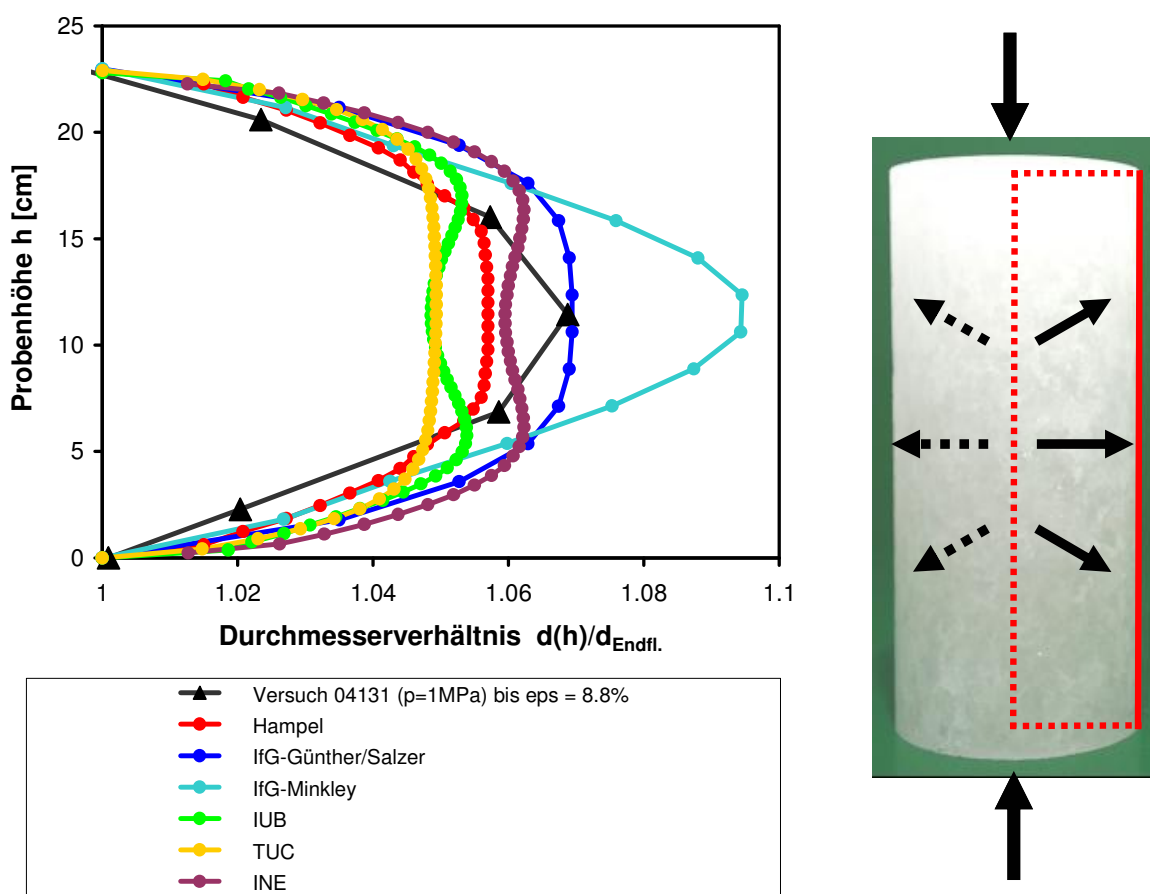 25
20
15
10
5
0
Probenhöhe h [cm]
1 1.02 1.04 1.06 1.08 1.1
Durchmesserverhältnis d(h)/dEndfl.
Versuch 04131 (p=1MPa) bis eps = 8.8%
Hampel
IfG-Günther/Salzer
IfG-Minkley
IUB
TUC
INE